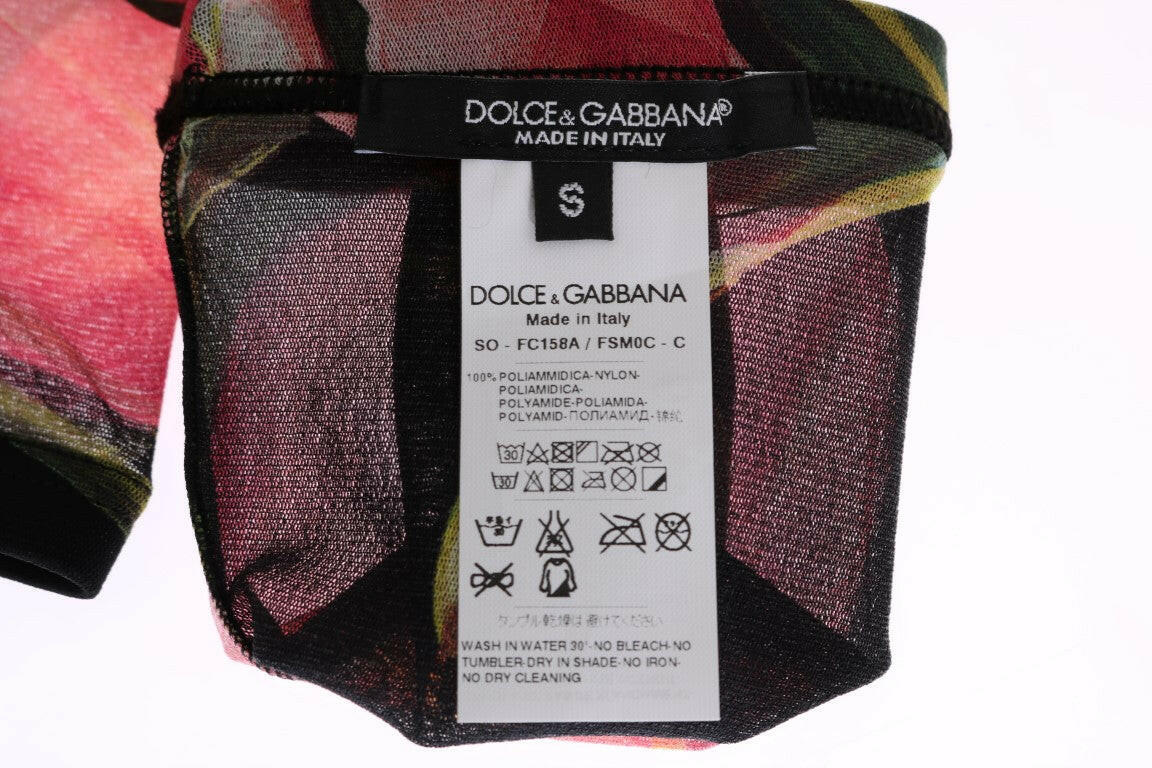 DOLCE&GABBANA®
MADE IN ITALY
S
DOLCE & GABBANA
Made in Italy
SO - FC158A / FSM0C - C
100% POLIAMMIDICA-NYLON-
POLIAMIDICA-
POLYAMIDE-POLIAMIDA-
POLYAMID-ПОЛИАМИД-锦纶
30
30
30
タンブル乾燥は避けてください
WASH IN WATER 30°-NO BLEACH-NO
TUMBLER-DRY IN SHADE-NO IRON-
NO DRY CLEANING